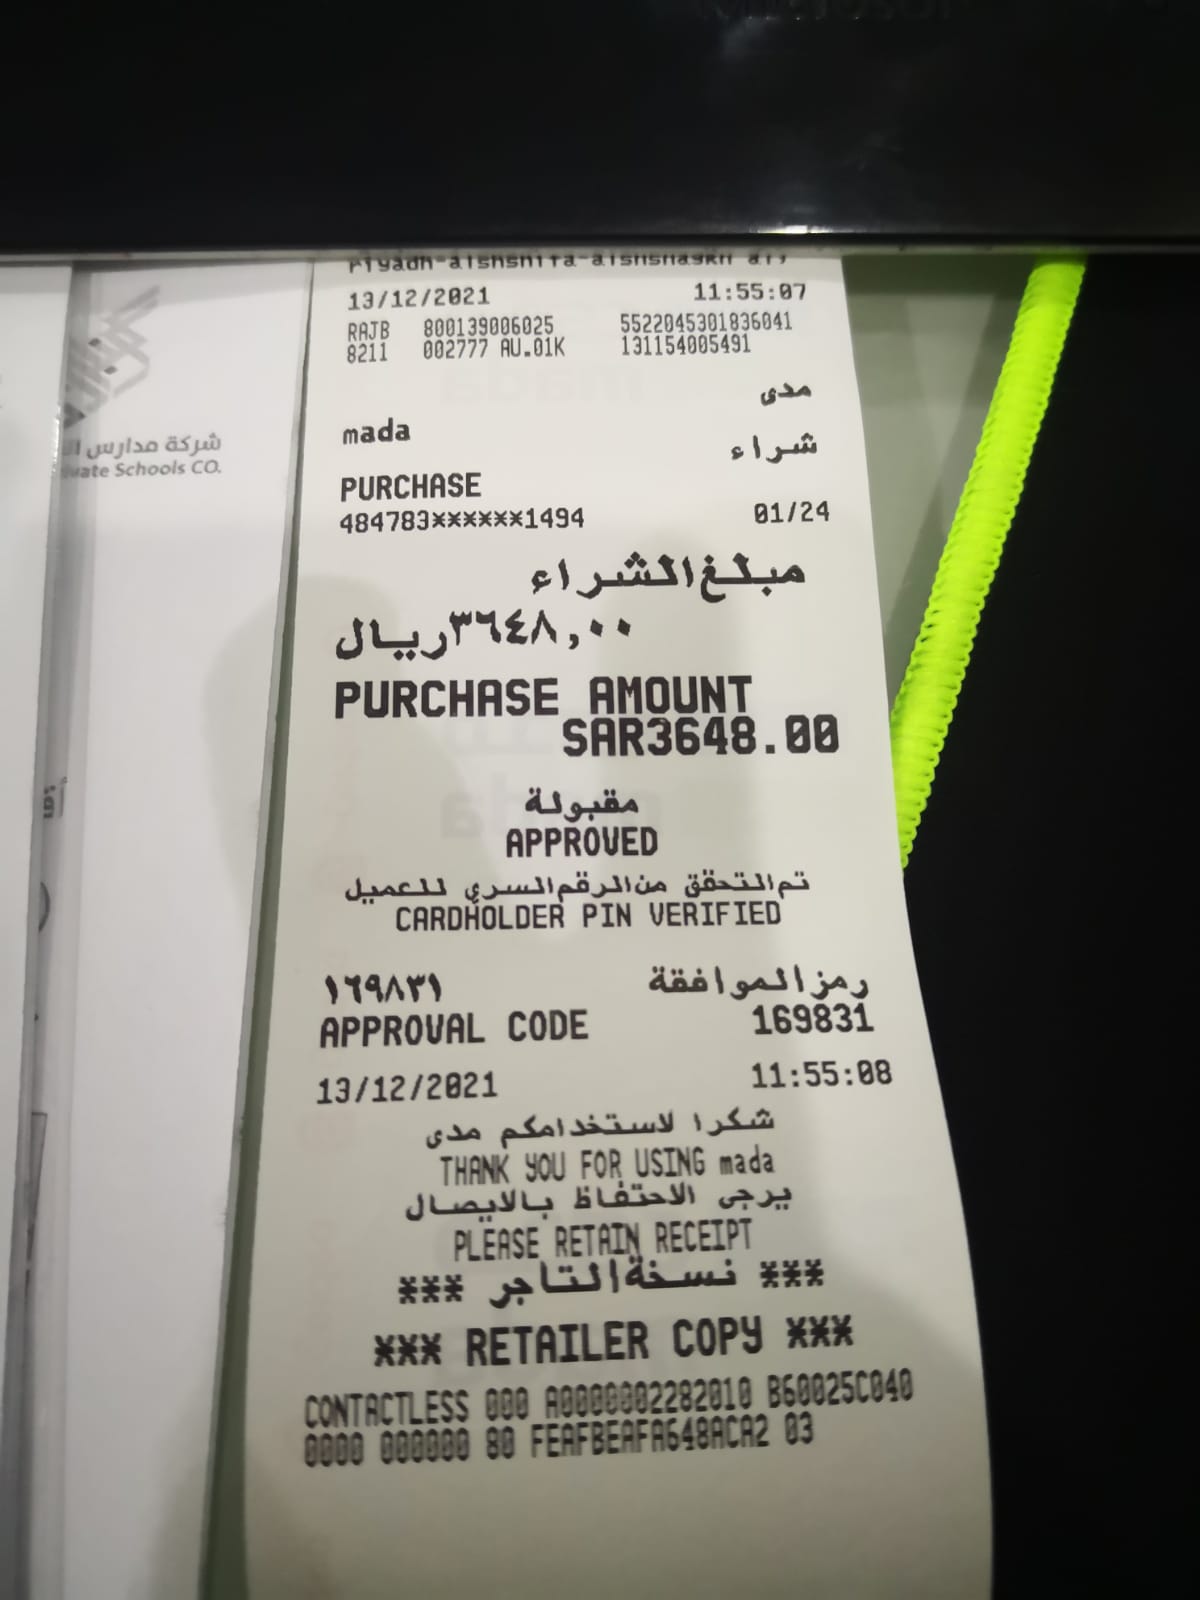 13/12/2021 11:55:07
RAJB 800139006025 5522045301836041
8211 002777 AU.01K 131154005491
مدى
mada
شراء
PURCHASE
484783******1494 01/24
مبلغ الشراء
٣٦٤٨,٠٠ ريال
PURCHASE AMOUNT
SAR3648.00
مقبولة
APPROVED
تم التحقق من الرقم السري للعميل
CARDHOLDER PIN VERIFIED
رمز الموافقة ١٦٩٨٣١
APPROVAL CODE 169831
13/12/2021 11:55:08
شكرا لاستخدامكم مدى
THANK YOU FOR USING mada
يرجى الاحتفاظ بالايصال
PLEASE RETAIN RECEIPT
*** نسخة التاجر ***
*** RETAILER COPY ***
CONTACTLESS 000 A0000002282010 B60025C040
0000 000000 80 FEAFBEAFA648ACA2 03
شركة مدارس
Schools CO.